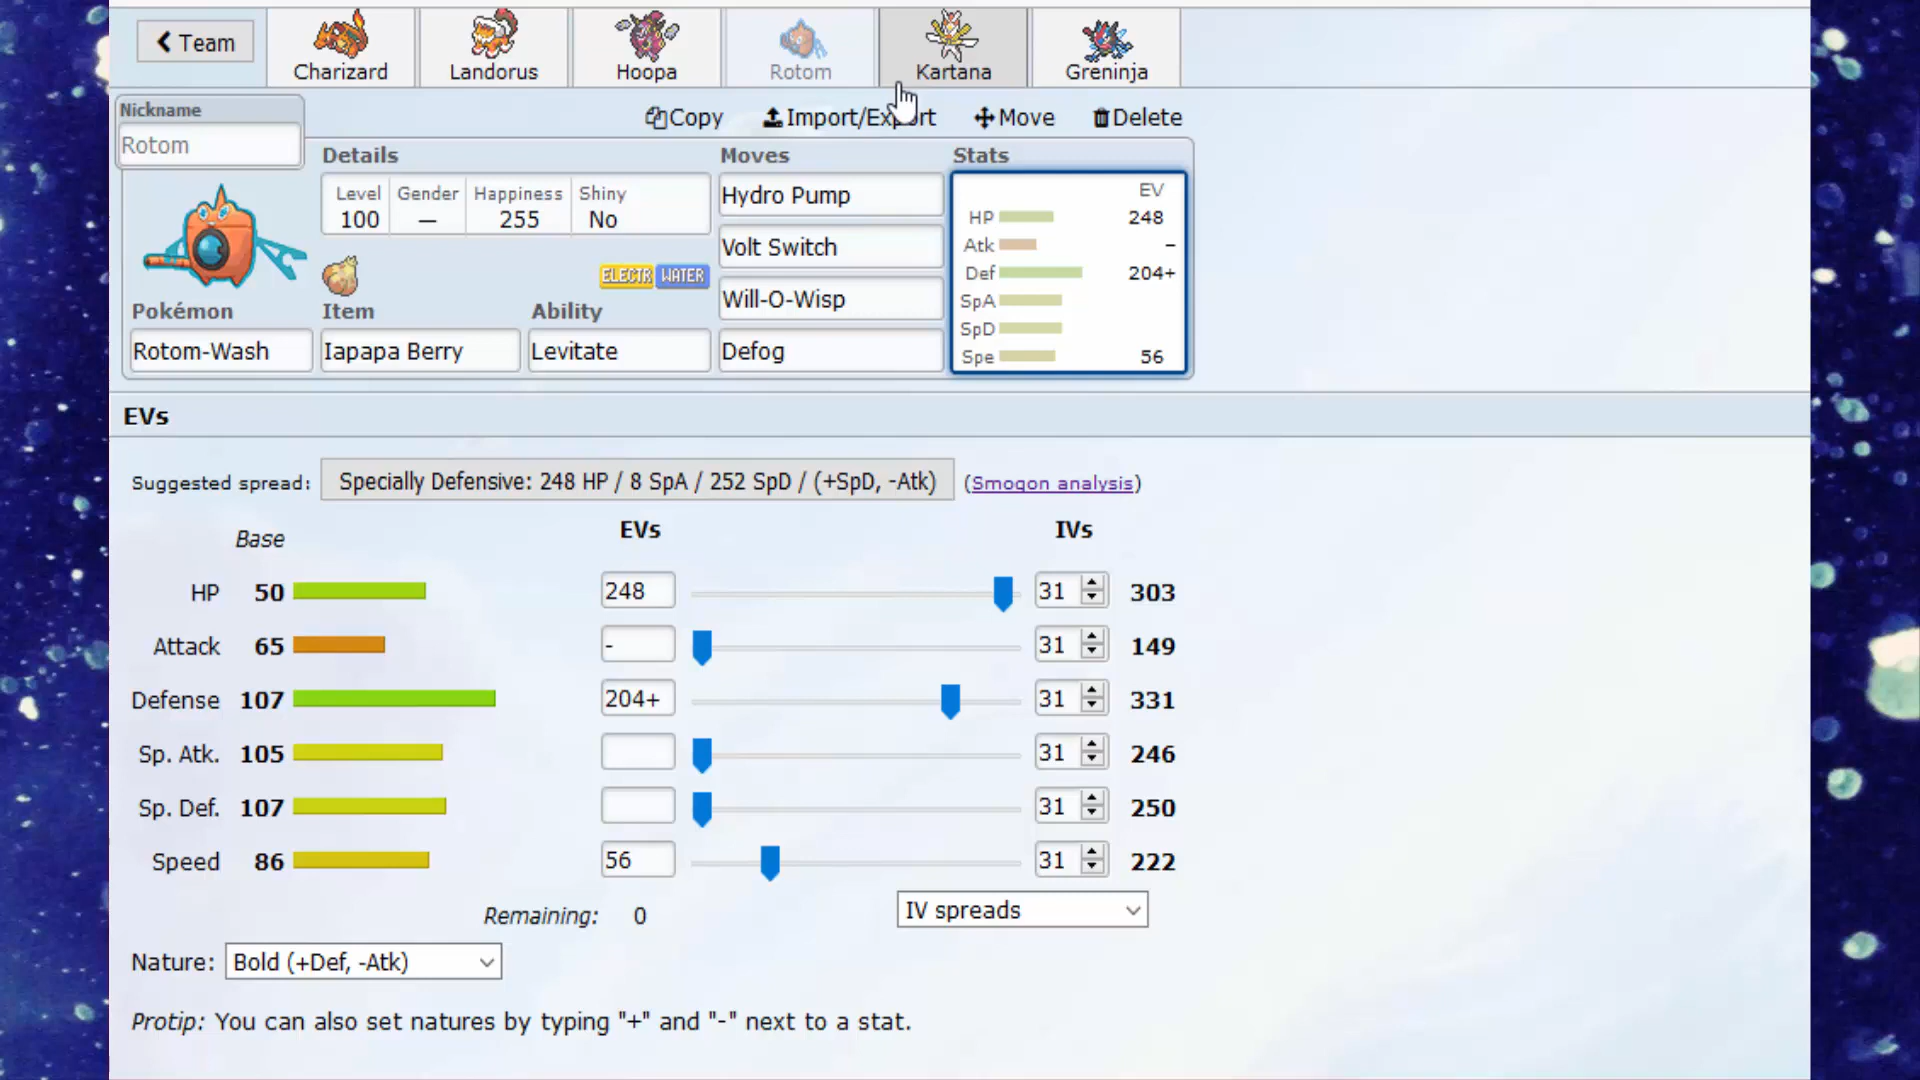 Team
Charizard
Landorus
Hoopa
Rotom
Kartana
Greninja
Nickname
Rotom
Copy Import/Export Move Delete
Details
Moves
Stats
Level Gender Happiness Shiny
100 — 255 No
ELECTR WATER
Pokémon
Item
Ability
Rotom-Wash
Iapapa Berry
Levitate
Hydro Pump
Volt Switch
Will-O-Wisp
Defog
EV
HP 248
Atk -
Def 204+
SpA
SpD
Spe 56
EVs
Suggested spread: Specially Defensive: 248 HP / 8 SpA / 252 SpD / (+SpD, -Atk) (Smogon analysis)
Base EVs IVs
HP 50 248 31 303
Attack 65 - 31 149
Defense 107 204+ 31 331
Sp. Atk. 105 31 246
Sp. Def. 107 31 250
Speed 86 56 31 222
Remaining: 0 IV spreads
Nature: Bold (+Def, -Atk)
Protip: You can also set natures by typing "+" and "-" next to a stat.